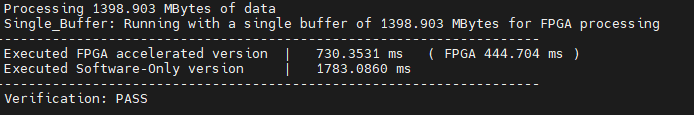 Processing 1398.903 MBytes of data
Single_Buffer: Running with a single buffer of 1398.903 MBytes for FPGA processing
--------------------------------------------------------------------
Executed FPGA accelerated version  |   730.3531 ms   ( FPGA 444.704 ms )
Executed Software-Only version     |   1783.0860 ms
--------------------------------------------------------------------
Verification: PASS